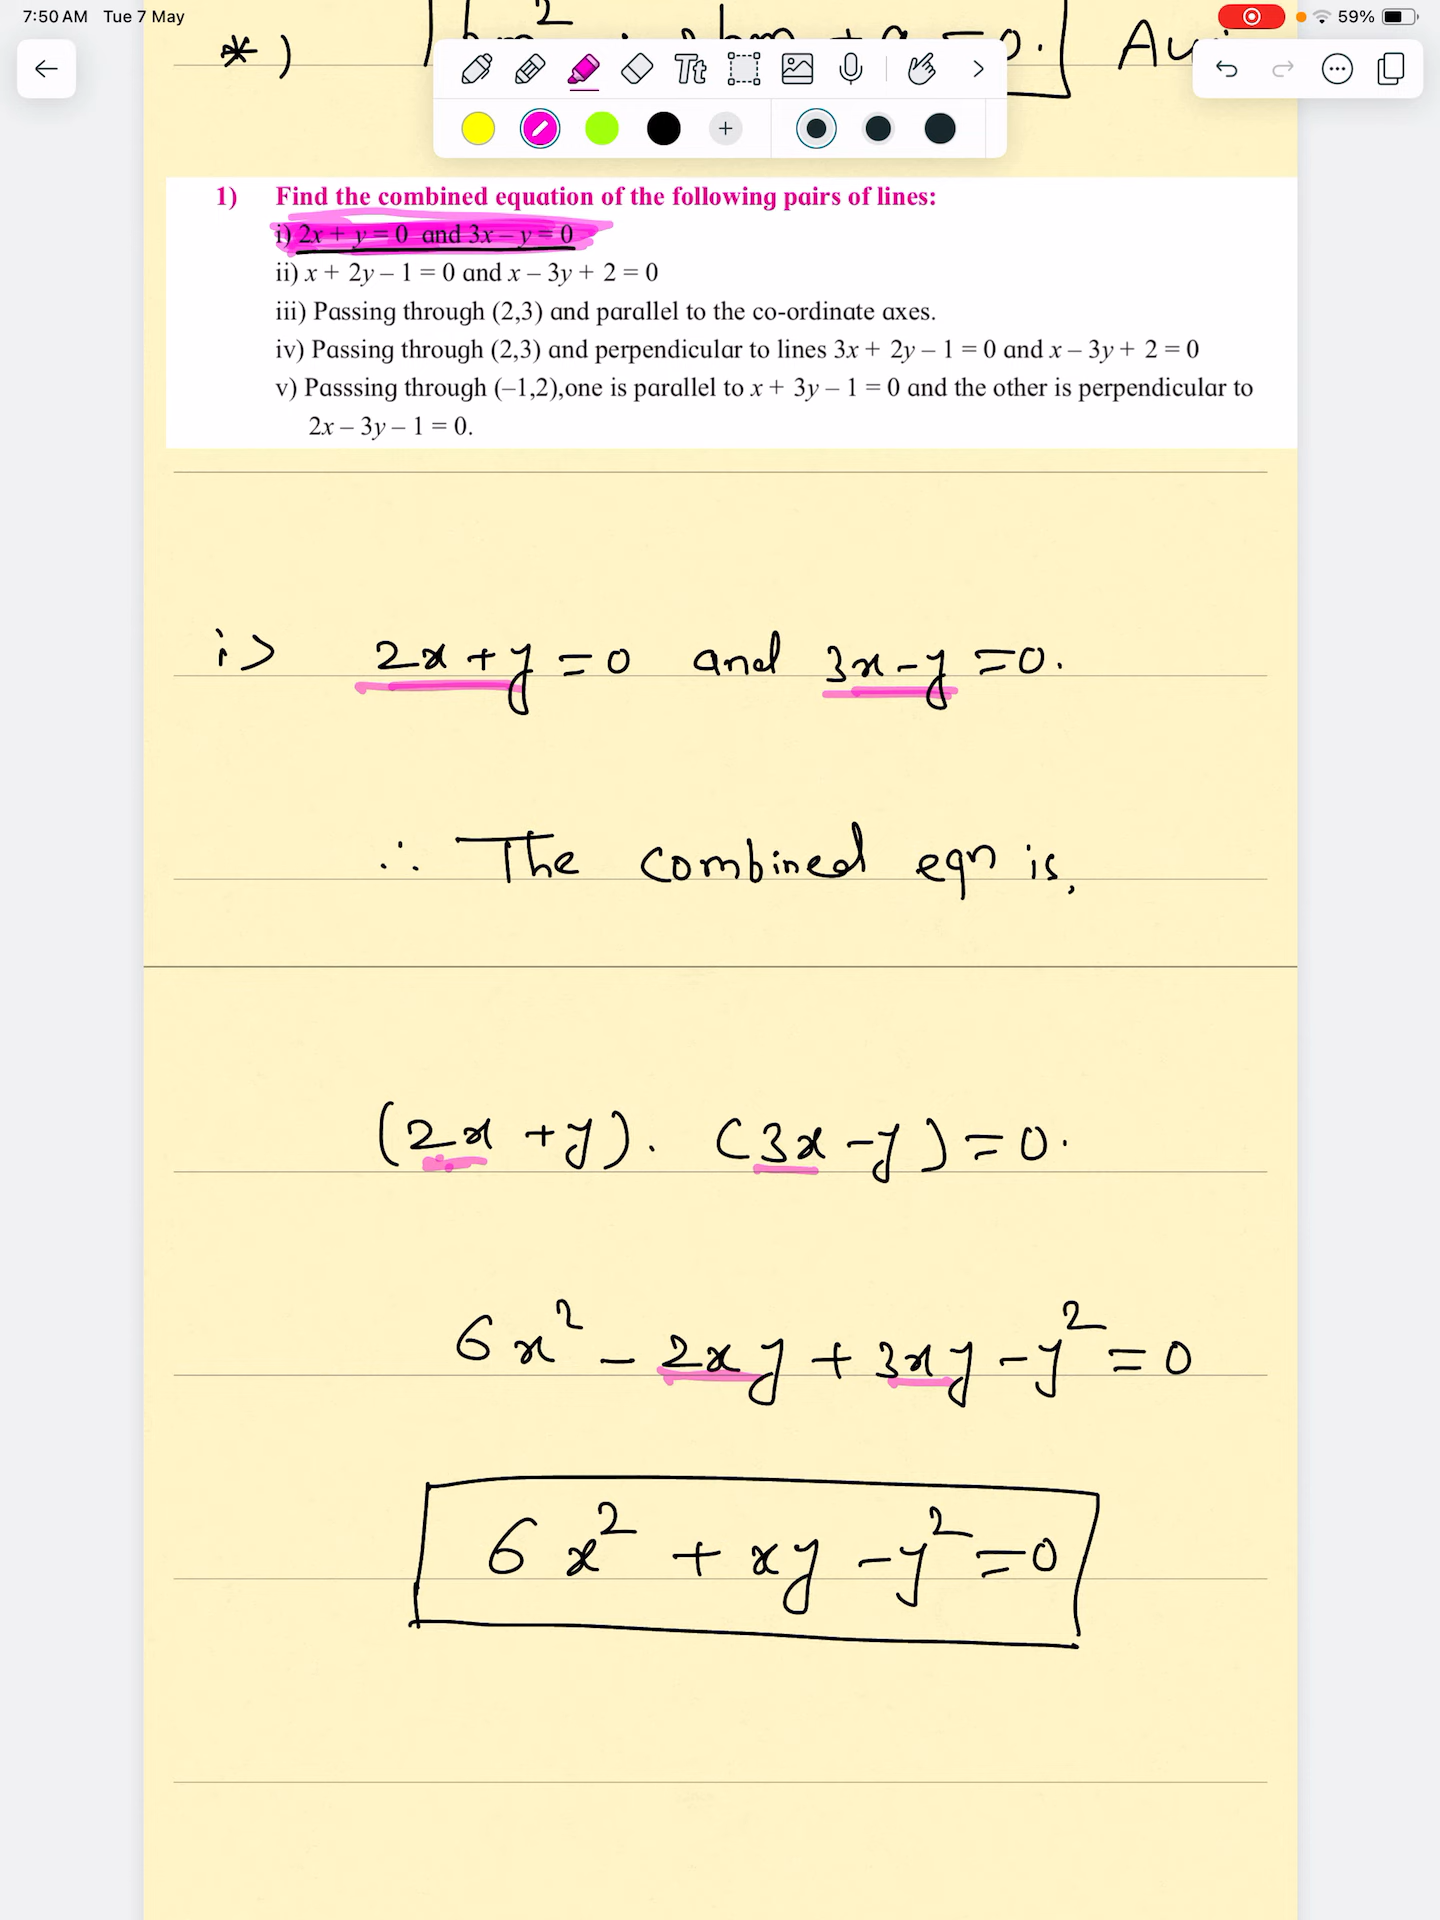 7:50 AM Tue 7 May
59%
*)
Tt
1) Find the combined equation of the following pairs of lines:
i) 2x + y = 0 and 3x – y = 0
ii) x + 2y – 1 = 0 and x – 3y + 2 = 0
iii) Passing through (2,3) and parallel to the co-ordinate axes.
iv) Passing through (2,3) and perpendicular to lines 3x + 2y – 1 = 0 and x – 3y + 2 = 0
v) Passsing through (–1,2),one is parallel to x + 3y – 1 = 0 and the other is perpendicular to
2x – 3y – 1 = 0.
i> 2x + y = 0 and 3x - y = 0.
∴ The combined eqn is,
(2x + y). (3x - y) = 0.
6x² - 2xy + 3xy - y² = 0
6x² + xy - y² = 0